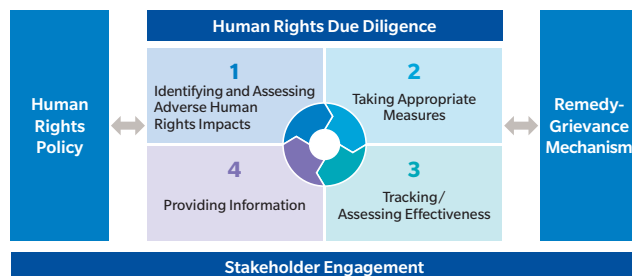 Human Rights Due Diligence
Human
Rights
Policy
1
Identifying and Assessing
Adverse Human
Rights Impacts
2
Taking Appropriate
Measures
4
Providing Information
3
Tracking/
Assessing Effectiveness
Remedy-
Grievance
Mechanism
Stakeholder Engagement